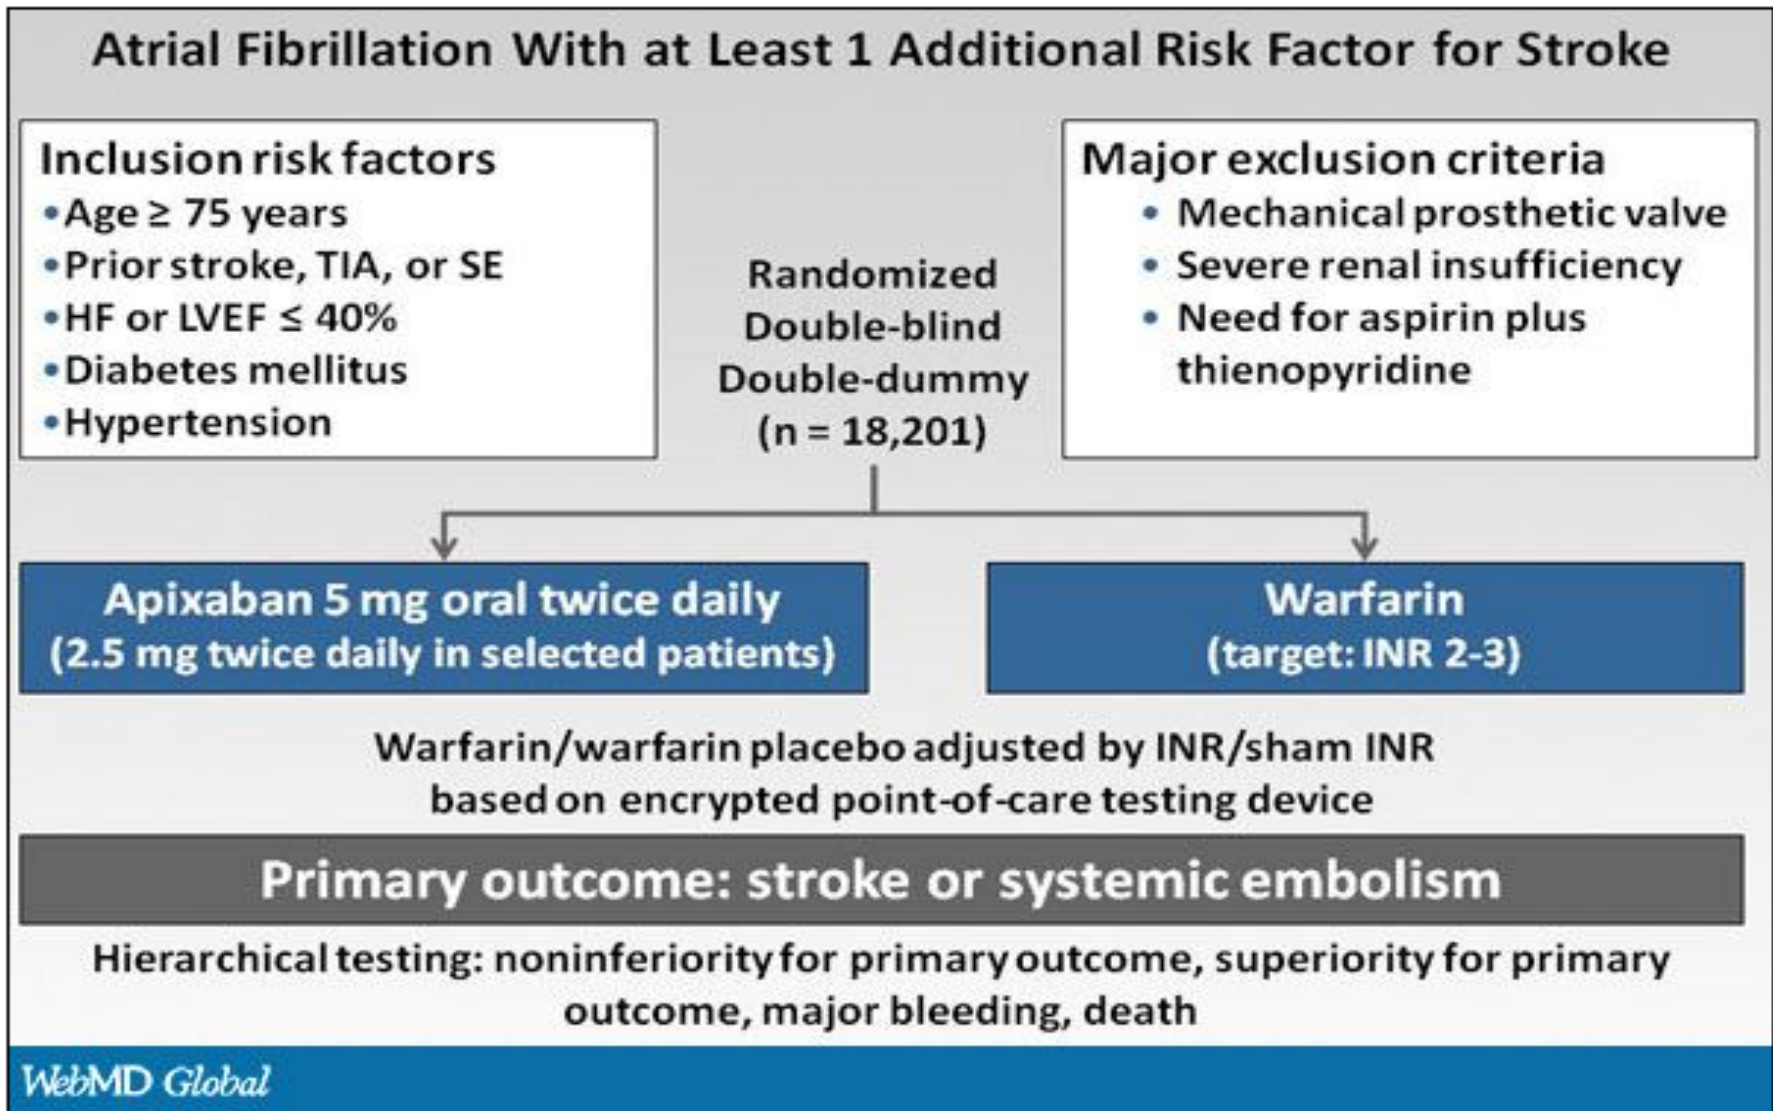 Atrial Fibrillation With at Least 1 Additional Risk Factor for Stroke
Inclusion risk factors
•Age ≥ 75 years
•Prior stroke, TIA, or SE
•HF or LVEF ≤ 40%
•Diabetes mellitus
•Hypertension
Randomized
Double-blind
Double-dummy
(n = 18,201)
Major exclusion criteria
• Mechanical prosthetic valve
• Severe renal insufficiency
• Need for aspirin plus
thienopyridine
Apixaban 5 mg oral twice daily
(2.5 mg twice daily in selected patients)
Warfarin
(target: INR 2-3)
Warfarin/warfarin placebo adjusted by INR/sham INR
based on encrypted point-of-care testing device
Primary outcome: stroke or systemic embolism
Hierarchical testing: noninferiority for primary outcome, superiority for primary
outcome, major bleeding, death
WebMD Global